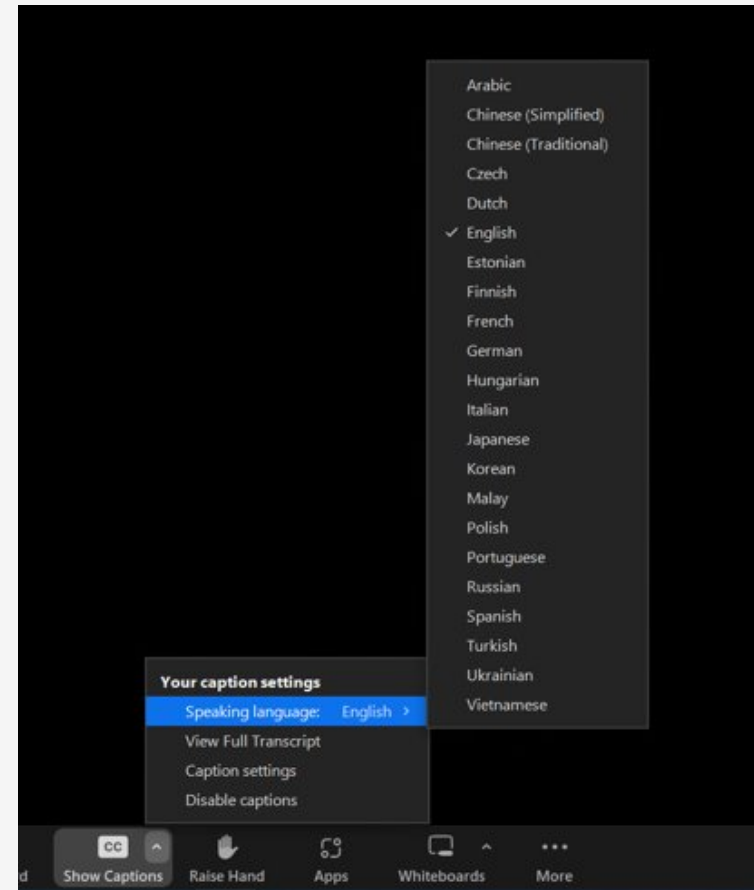 Arabic
Chinese (Simplified)
Chinese (Traditional)
Czech
Dutch
English
Estonian
Finnish
French
German
Hungarian
Italian
Japanese
Korean
Malay
Polish
Portuguese
Russian
Spanish
Turkish
Ukrainian
Vietnamese
Your caption settings
Speaking language: English
View Full Transcript
Caption settings
Disable captions
CC
Show Captions Raise Hand Apps Whiteboards More